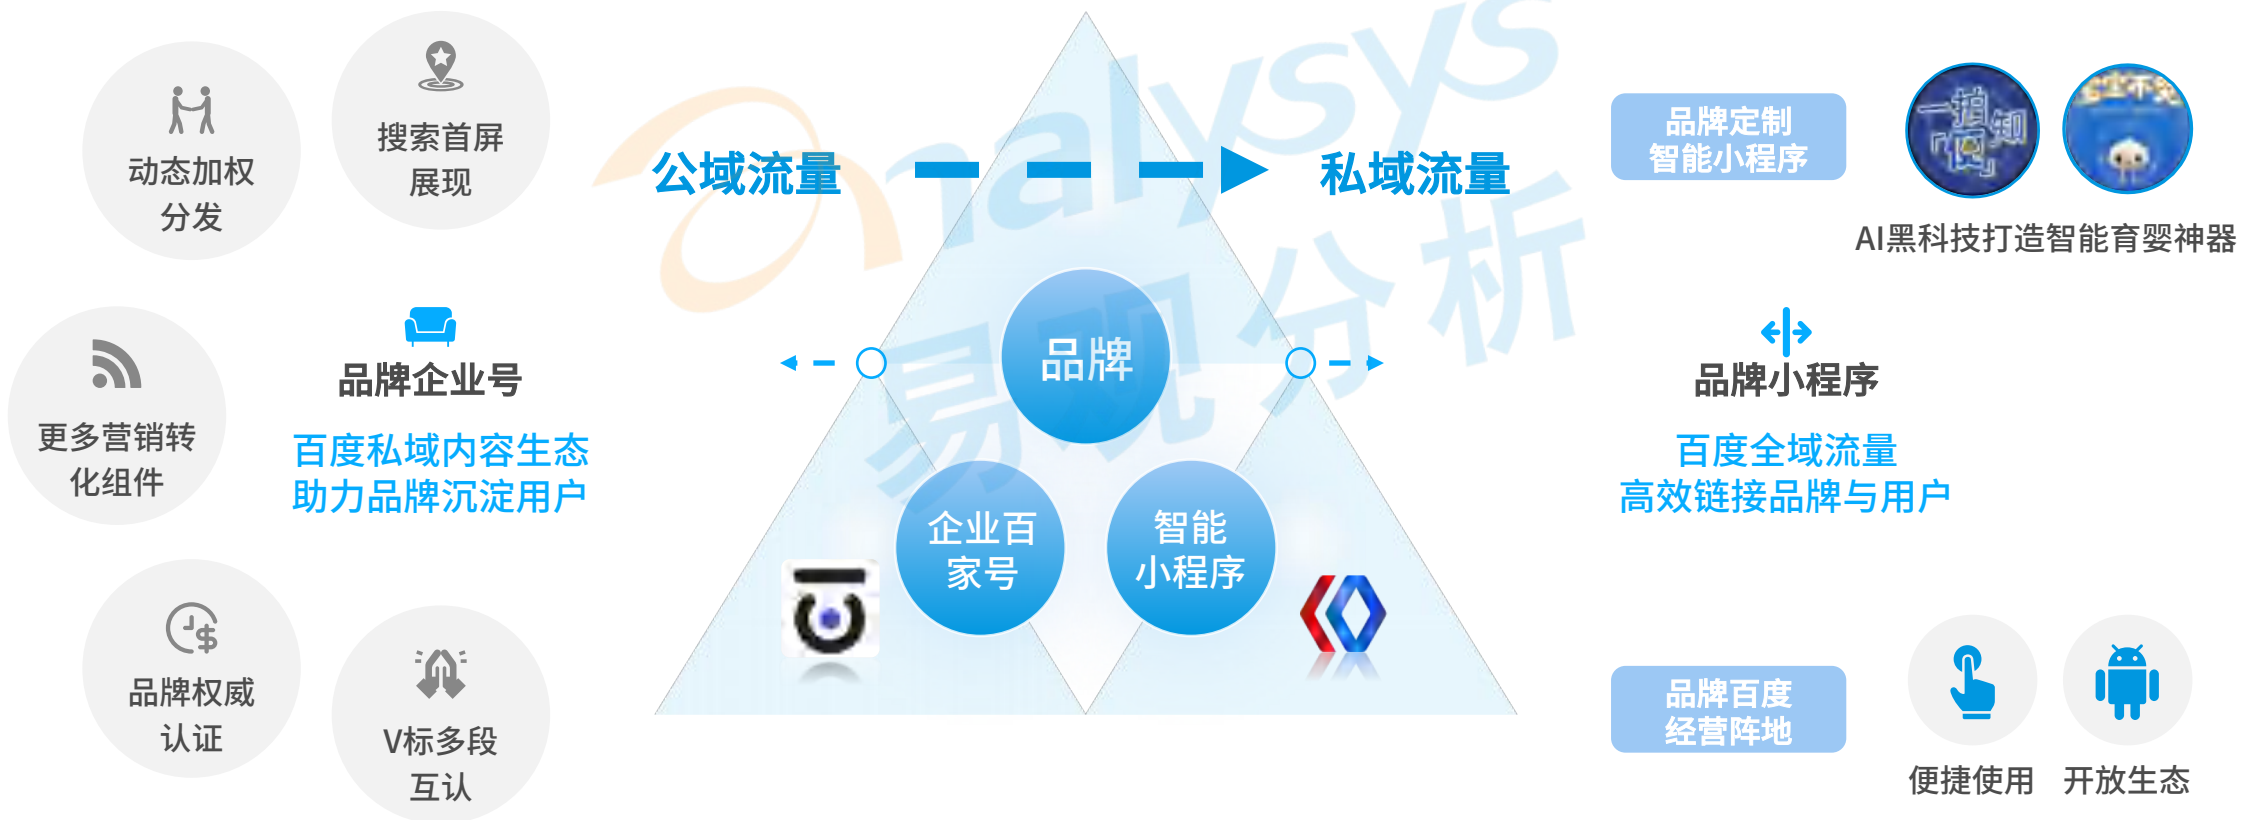 搜索首屏
展现
动态加权
分发
更多营销转
化组件
品牌企业号
百度私域内容生态
助力品牌沉淀用户
品牌权威
认证
V标多段
互认
公域流量
私域流量
analysys
易观分析
品牌
企业百
家号
智能
小程序
品牌定制
智能小程序
一拍知
AI黑科技打造智能育婴神器
品牌小程序
百度全域流量
高效链接品牌与用户
品牌百度
经营阵地
便捷使用
开放生态